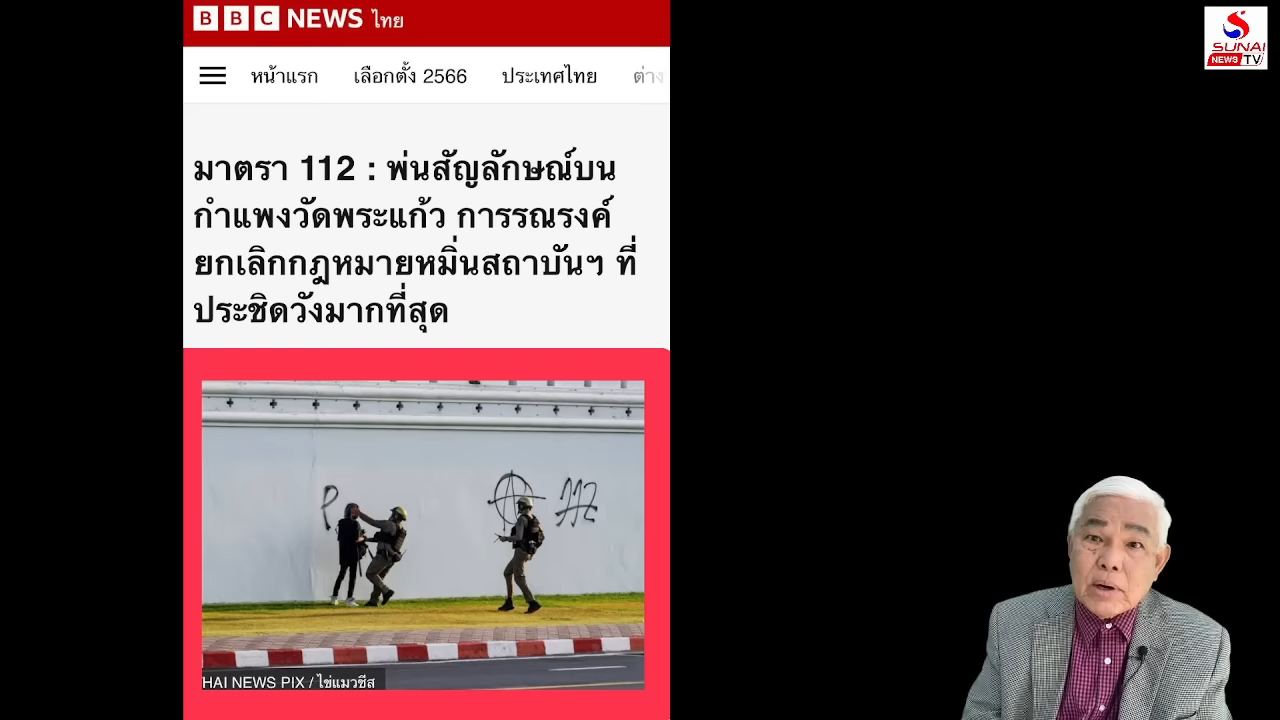 BBC NEWS ไทย
SUNAI
NEWS TV
หน้าแรก เลือกตั้ง 2566 ประเทศไทย ต่าง
มาตรา 112 : พ่นสัญลักษณ์บน
กำแพงวัดพระแก้ว การรณรงค์
ยกเลิกกฎหมายหมิ่นสถาบันฯ ที่
ประชิดวังมากที่สุด
P A 112
HAI NEWS PIX / ไข่แมวชีส